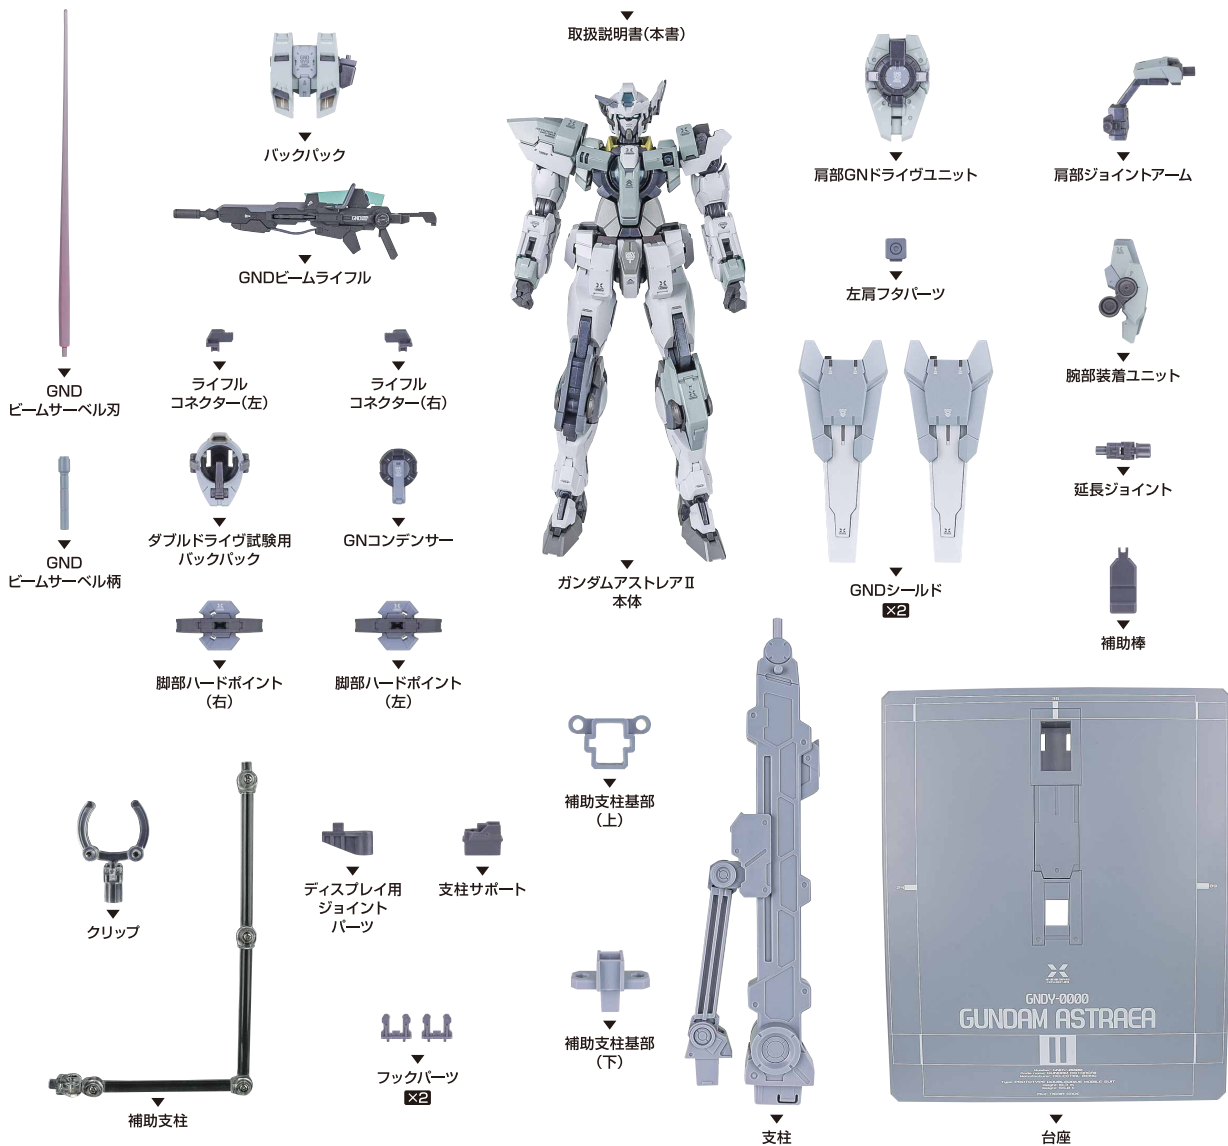 取扱説明書(本書)
バックパック
肩部GNドライヴユニット
肩部ジョイントアーム
GNDビームライフル
左肩フタパーツ
腕部装着ユニット
GND
ビームサーベル刃
ライフル
コネクター(左)
ライフル
コネクター(右)
延長ジョイント
GND
ビームサーベル柄
ダブルドライヴ試験用
バックパック
GNコンデンサー
ガンダムアストレアⅡ
本体
GNDシールド
×2
補助棒
脚部ハードポイント
(右)
脚部ハードポイント
(左)
補助支柱基部
(上)
クリップ
ディスプレイ用
ジョイント
パーツ
支柱サポート
補助支柱基部
(下)
フックパーツ
×2
補助支柱
支柱
GNDY-0000
GUNDAM ASTRAEA
II
台座